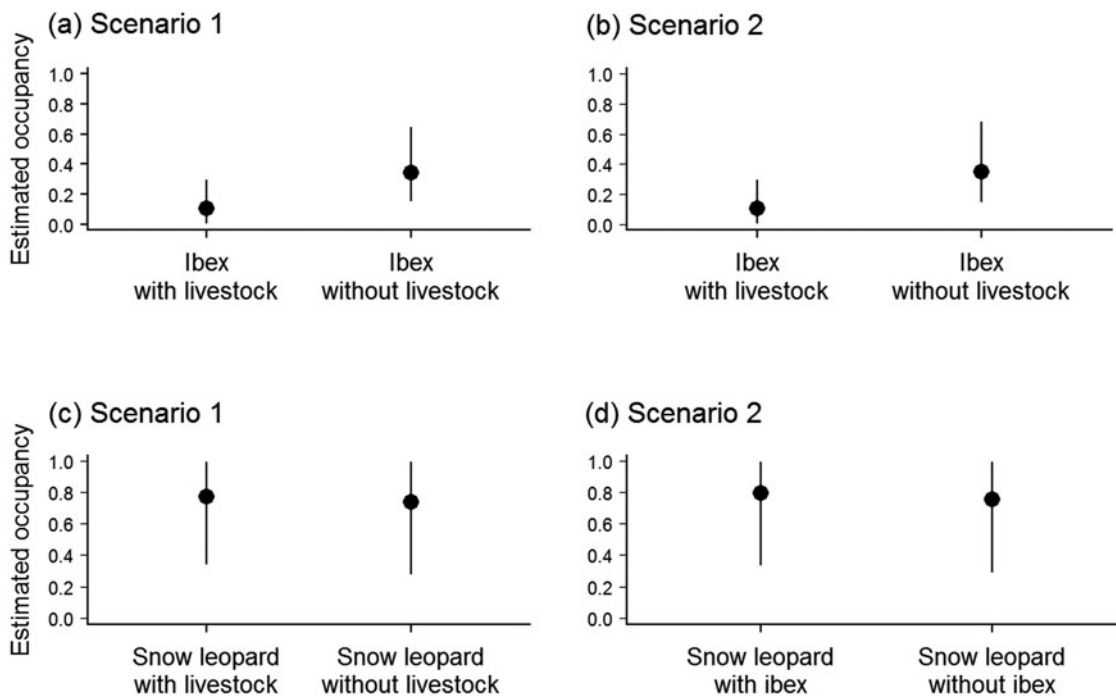 (a) Scenario 1
Estimated occupancy
1.0
0.8
0.6
0.4
0.2
0.0
Ibex
with livestock
Ibex
without livestock
(b) Scenario 2
1.0
0.8
0.6
0.4
0.2
0.0
Ibex
with livestock
Ibex
without livestock
(c) Scenario 1
Estimated occupancy
1.0
0.8
0.6
0.4
0.2
0.0
Snow leopard
with livestock
Snow leopard
without livestock
(d) Scenario 2
1.0
0.8
0.6
0.4
0.2
0.0
Snow leopard
with ibex
Snow leopard
without ibex